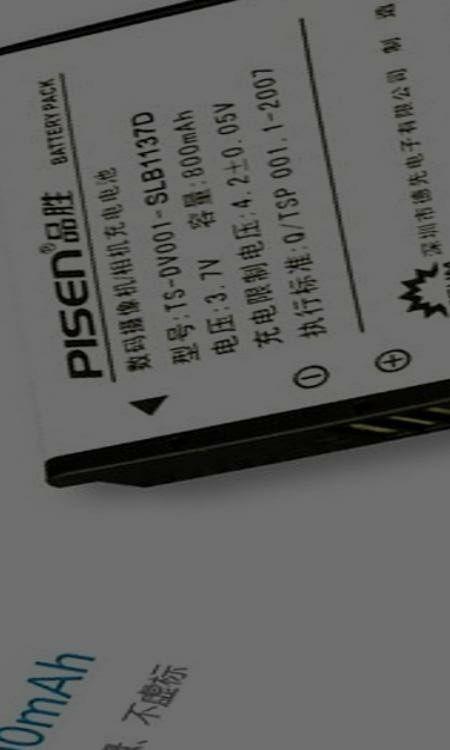 PISEN®品胜 BATTERY PACK
数码摄像机/相机充电电池
型号:TS-DV001-SLB1137D
电压:3.7V 容量:800mAh
充电限制电压:4.2±0.05V
执行标准:Q/TSP 001.1-2007
深圳市德先电子有限公司 制 造
0mAh
不虚标